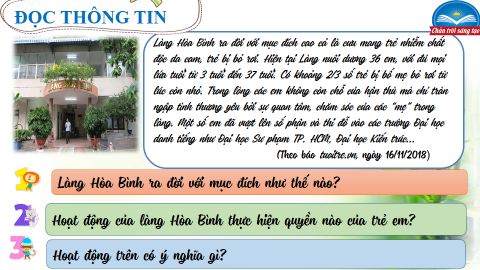 ĐỌC THÔNG TIN
Chân trời sáng tạo
Làng Hòa Bình ra đời với mục đích cao cả là cưu mang trẻ nhiễm chất
độc da cam, trẻ bị bỏ rơi. Hiện tại Làng nuôi dưỡng 36 em, với đủ mọi
lứa tuổi từ 3 tuổi đến 37 tuổi. Có khoảng 2/3 số trẻ bị bố mẹ bỏ rơi từ
lúc còn nhỏ. Trong lòng các em không còn chỗ của hận thù mà chỉ tràn
ngập tình thương yêu bởi sự quan tâm, chăm sóc của các “mẹ” trong
làng. Một số em đã vượt lên số phận và thi đỗ vào các trường Đại học
danh tiếng như Đại học Sư phạm TP. HCM, Đại học Kiến trúc...
(Theo báo tuoitre.vn, ngày 16/11/2018)
1 Làng Hòa Bình ra đời với mục đích như thế nào?
2 Hoạt động của làng Hòa Bình thực hiện quyền nào của trẻ em?
3 Hoạt động trên có ý nghĩa gì?